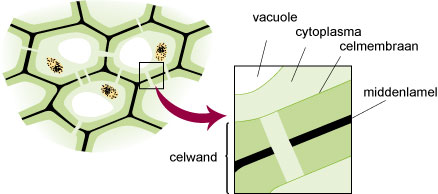 vacuole
cytoplasma
celmembraan
middenlamel
celwand